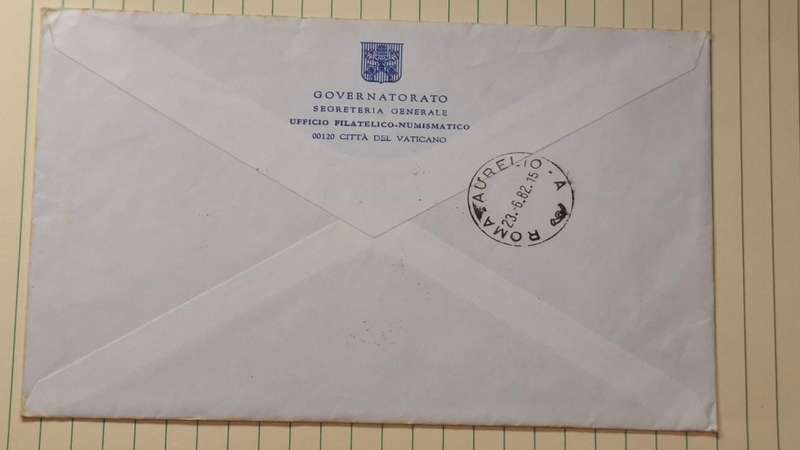 GOVERNATORATO
SEGRETERIA GENERALE
UFFICIO FILATELICO-NUMISMATICO
00120 CITTÀ DEL VATICANO
ROMA-AURELIO-A
23.-6.82.15